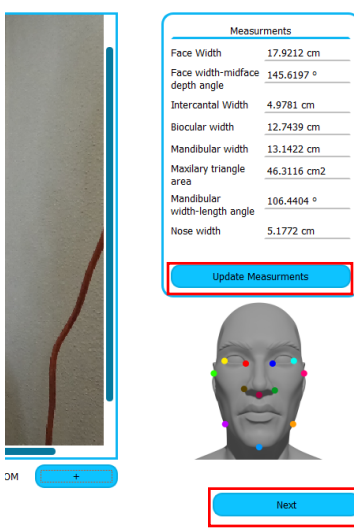 Measurments
Face Width 17.9212 cm
Face width-midface
depth angle 145.6197 º
Intercantal Width 4.9781 cm
Biocular width 12.7439 cm
Mandibular width 13.1422 cm
Maxilary triangle
area 46.3116 cm2
Mandibular
width-length angle 106.4404 º
Nose width 5.1772 cm
Update Measurments
OM +
Next